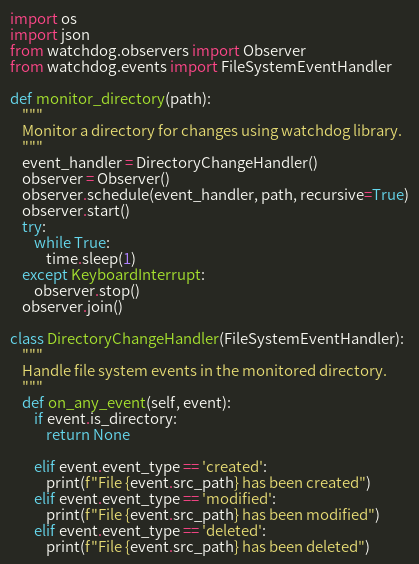 import os
import json
from watchdog.observers import Observer
from watchdog.events import FileSystemEventHandler

def monitor_directory(path):
    """
    Monitor a directory for changes using watchdog library.
    """
    event_handler = DirectoryChangeHandler()
    observer = Observer()
    observer.schedule(event_handler, path, recursive=True)
    observer.start()
    try:
        while True:
            time.sleep(1)
    except KeyboardInterrupt:
        observer.stop()
    observer.join()

class DirectoryChangeHandler(FileSystemEventHandler):
    """
    Handle file system events in the monitored directory.
    """
    def on_any_event(self, event):
        if event.is_directory:
            return None

        elif event.event_type == 'created':
            print(f"File {event.src_path} has been created")
        elif event.event_type == 'modified':
            print(f"File {event.src_path} has been modified")
        elif event.event_type == 'deleted':
            print(f"File {event.src_path} has been deleted")